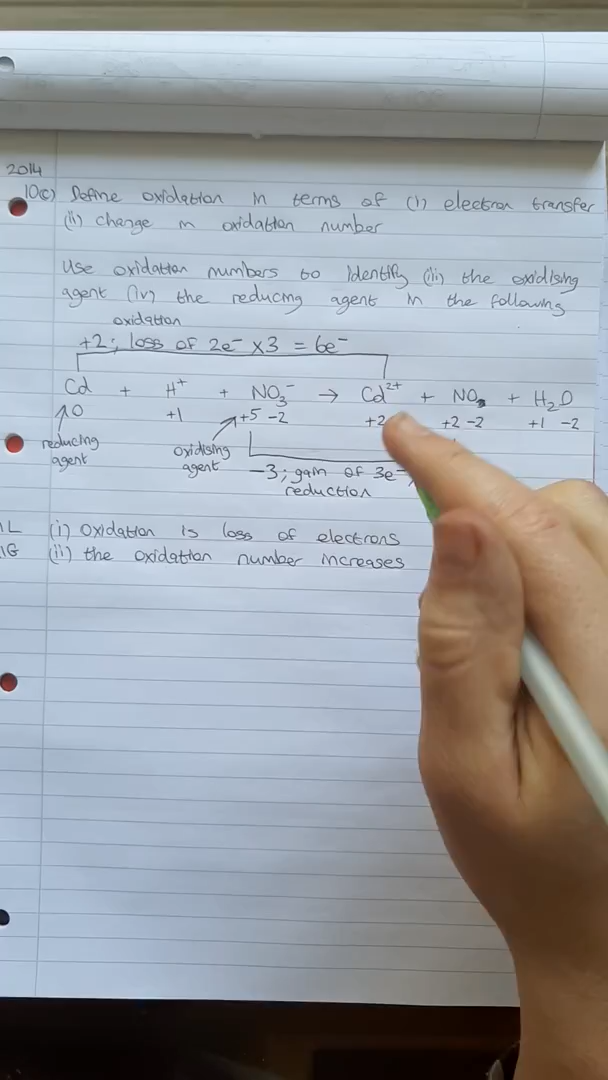 2014
10(c) Define oxidation in terms of (i) electron transfer
(ii) change in oxidation number
Use oxidation numbers to identify (iii) the oxidising
agent (iv) the reducing agent in the following
oxidation
+2; loss of 2e⁻ ×3 = 6e⁻
Cd + H⁺ + NO₃⁻ → Cd²⁺ + NO + H₂O
0 +1 +5 -2 +2 +2 -2 +1 -2
reducing agent
oxidising agent
-3; gain of 3e⁻
reduction
(i) oxidation is loss of electrons
(ii) the oxidation number increases